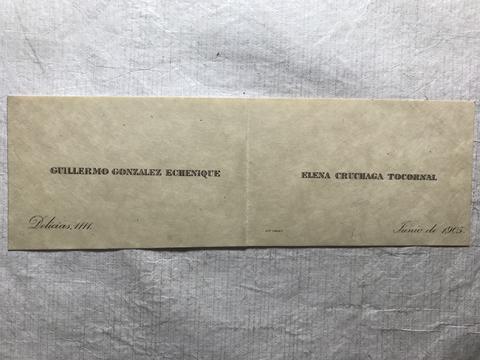 GUILLERMO GONZALEZ ECHENIQUE
Delicias, 1111.
ELENA CRUCHAGA TOCORNAL
Junio de 1905.